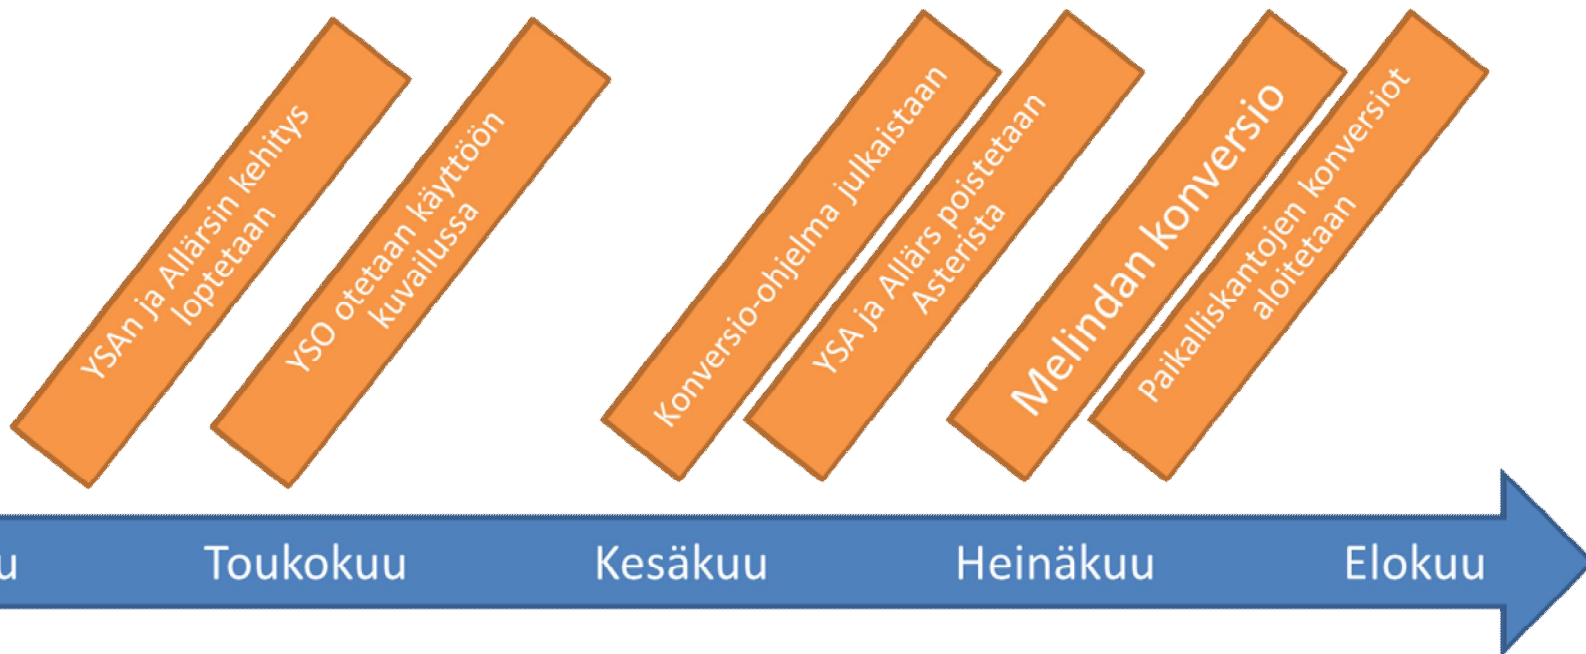 YSAn ja Allärsin kehitys
loptetaan
YSO otetaan käyttöön
kuvailussa
Konversio-ohjelma julkaistaan
YSA ja Allärs poistetaan
Asterista
Melindan konversio
Paikalliskantojen konversiot
aloitetaan
u Toukokuu Kesäkuu Heinäkuu Elokuu